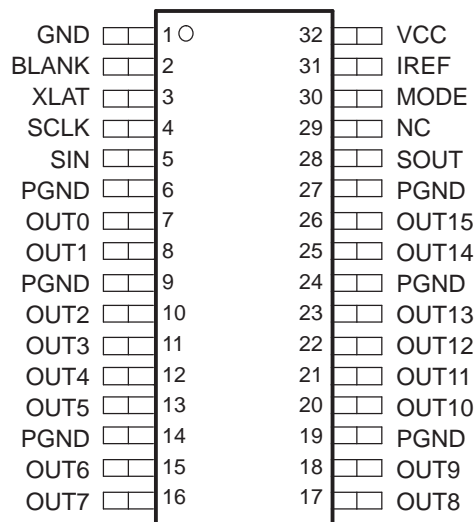 GND 1 32 VCC
BLANK 2 31 IREF
XLAT 3 30 MODE
SCLK 4 29 NC
SIN 5 28 SOUT
PGND 6 27 PGND
OUT0 7 26 OUT15
OUT1 8 25 OUT14
PGND 9 24 PGND
OUT2 10 23 OUT13
OUT3 11 22 OUT12
OUT4 12 21 OUT11
OUT5 13 20 OUT10
PGND 14 19 PGND
OUT6 15 18 OUT9
OUT7 16 17 OUT8